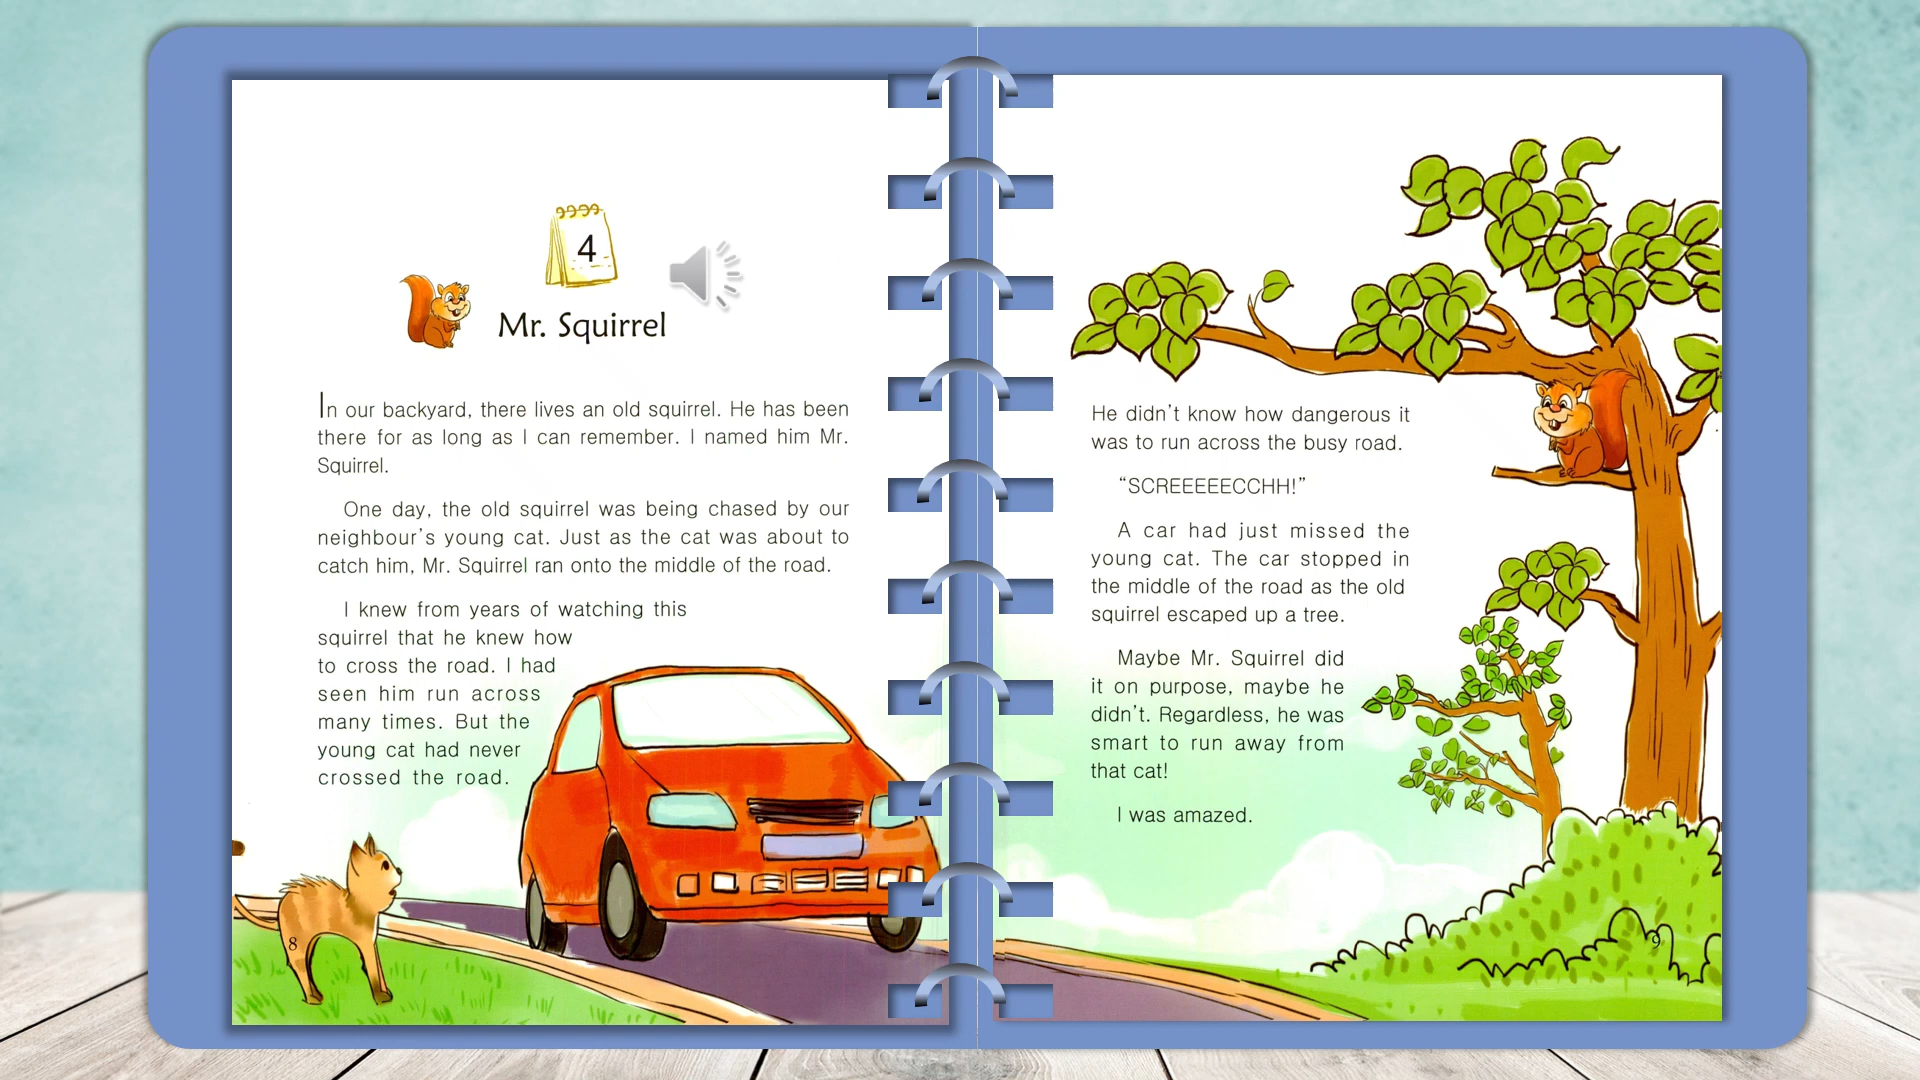 4
Mr. Squirrel
In our backyard, there lives an old squirrel. He has been
there for as long as I can remember. I named him Mr.
Squirrel.
One day, the old squirrel was being chased by our
neighbour's young cat. Just as the cat was about to
catch him, Mr. Squirrel ran onto the middle of the road.
I knew from years of watching this
squirrel that he knew how
to cross the road. I had
seen him run across
many times. But the
young cat had never
crossed the road.
8
He didn't know how dangerous it
was to run across the busy road.
“SCREEEEECCHH!”
A car had just missed the
young cat. The car stopped in
the middle of the road as the old
squirrel escaped up a tree.
Maybe Mr. Squirrel did
it on purpose, maybe he
didn't. Regardless, he was
smart to run away from
that cat!
I was amazed.
9